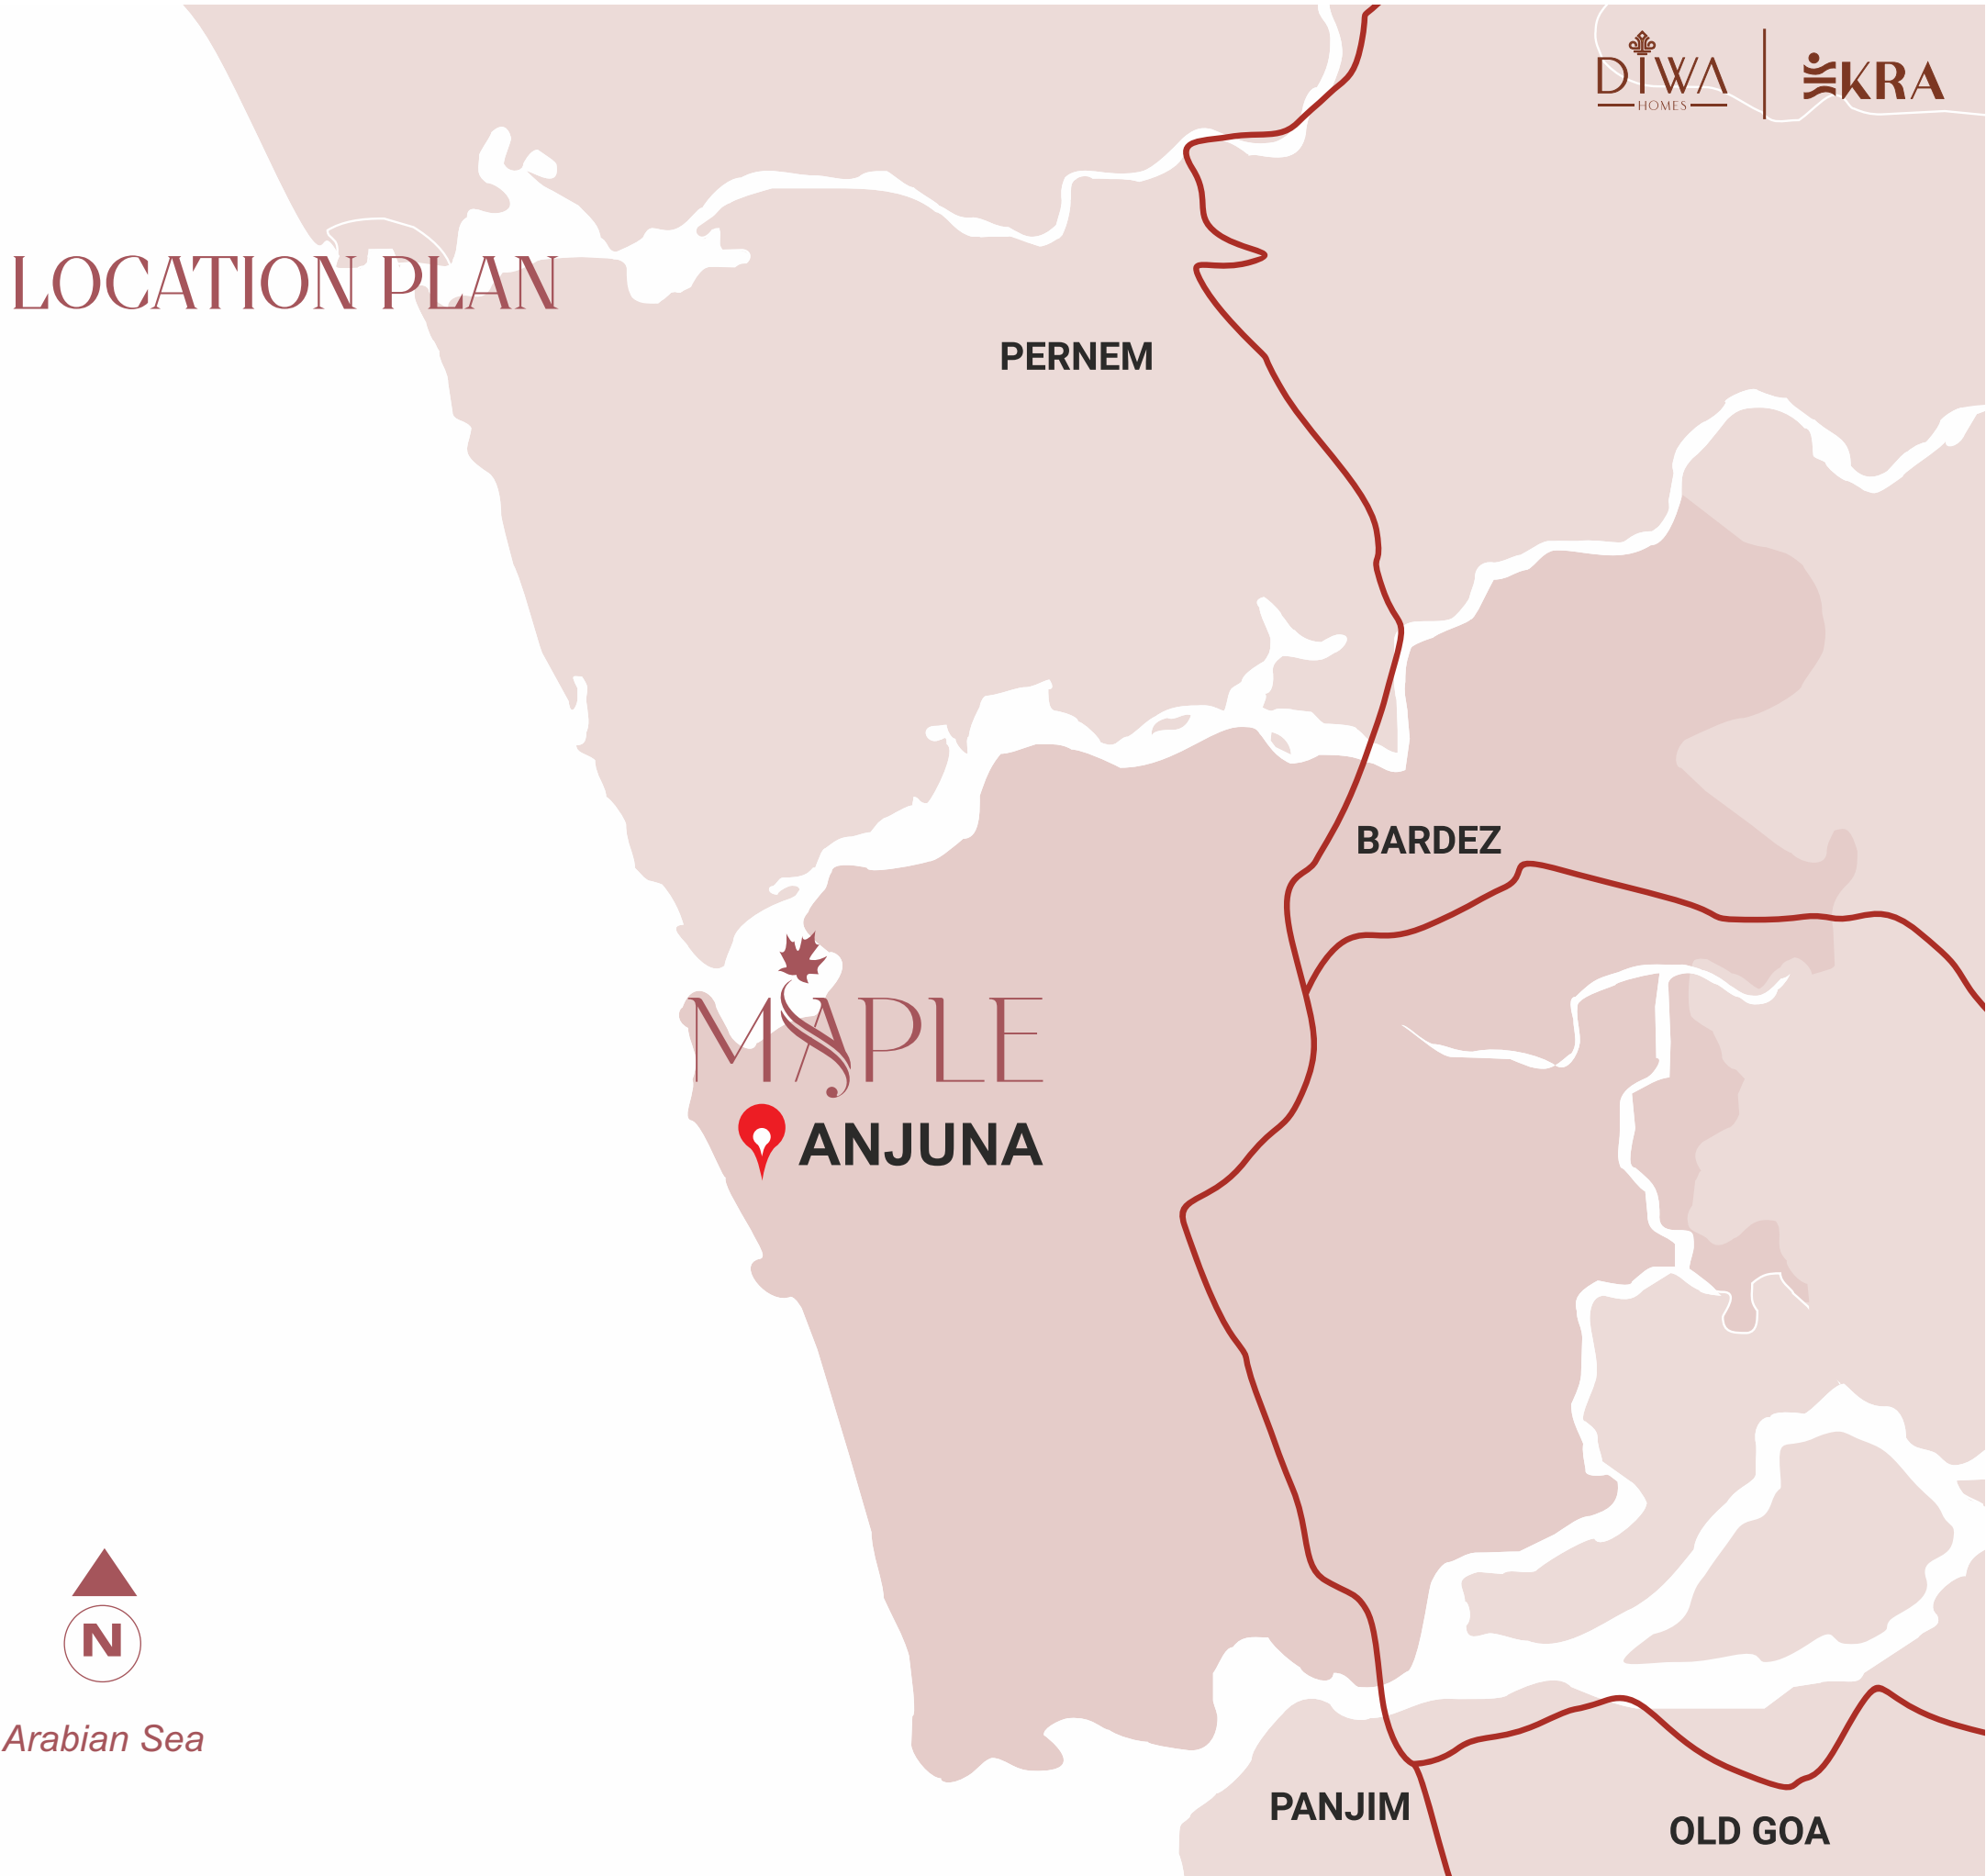 DIWA
HOMES
KRA
LOCATION PLAN
PERNEM
BARDEZ
MAPLE
ANJUNA
N
Arabian Sea
PANJIM
OLD GOA